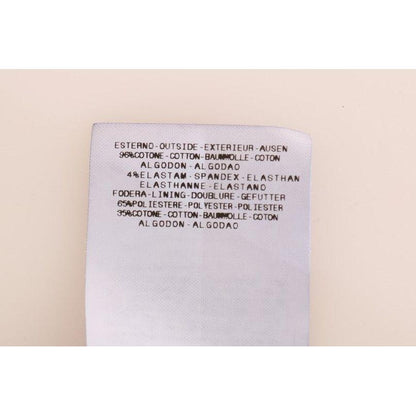 ESTERNO-OUTSIDE-EXTERIEUR-AUSEN
96%COTONE-COTTON-BAUMWOLLE-COTON
ALGODON-ALGODAO
4%ELASTAM-SPANDEX-ELASTHAN
ELASTHANNE-ELASTANO
FODERA-LINING-DOUBLURE-GEFUTTER
65%POLIESTERE-POLYESTER-POLIESTER
35%COTONE-COTTON-BAUMWOLLE-COTON
ALGODON-ALGODAO